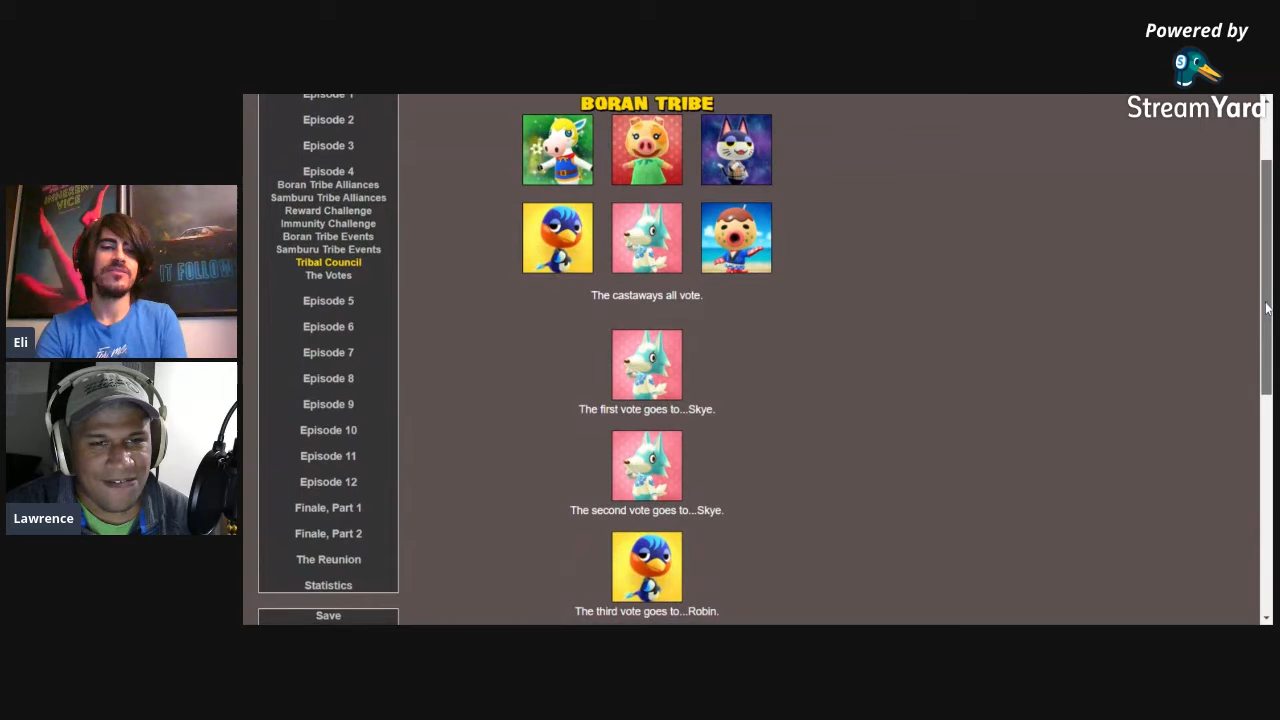 Powered by
StreamYard
Episode 1
Episode 2
Episode 3
Episode 4
Boran Tribe Alliances
Samburu Tribe Alliances
Reward Challenge
Immunity Challenge
Boran Tribe Events
Samburu Tribe Events
Tribal Council
The Votes
Episode 5
Episode 6
Episode 7
Episode 8
Episode 9
Episode 10
Episode 11
Episode 12
Finale, Part 1
Finale, Part 2
The Reunion
Statistics
Save
BORAN TRIBE
The castaways all vote.
The first vote goes to...Skye.
The second vote goes to...Skye.
The third vote goes to...Robin.
INHERENT
VICE
IT FOLLOW
Eli
Lawrence